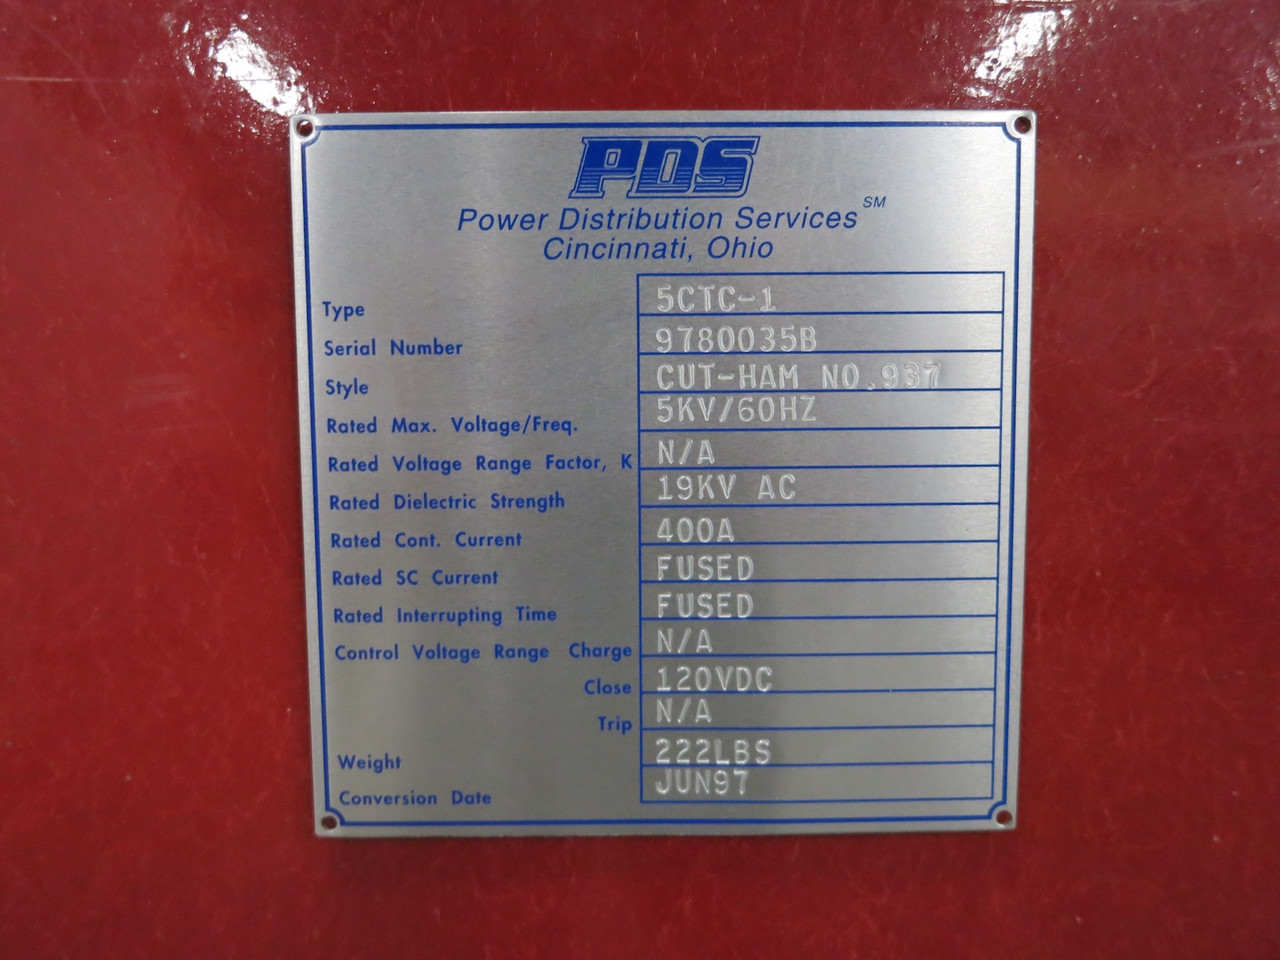 PDS
Power Distribution Services SM
Cincinnati, Ohio
Type 5CTC-1
Serial Number 9780035B
Style CUT-HAM NO.937
Rated Max. Voltage/Freq. 5KV/60HZ
Rated Voltage Range Factor, K N/A
Rated Dielectric Strength 19KV AC
Rated Cont. Current 400A
Rated SC Current FUSED
Rated Interrupting Time FUSED
Control Voltage Range Charge N/A
Close 120VDC
Trip N/A
Weight 222LBS
Conversion Date JUN97